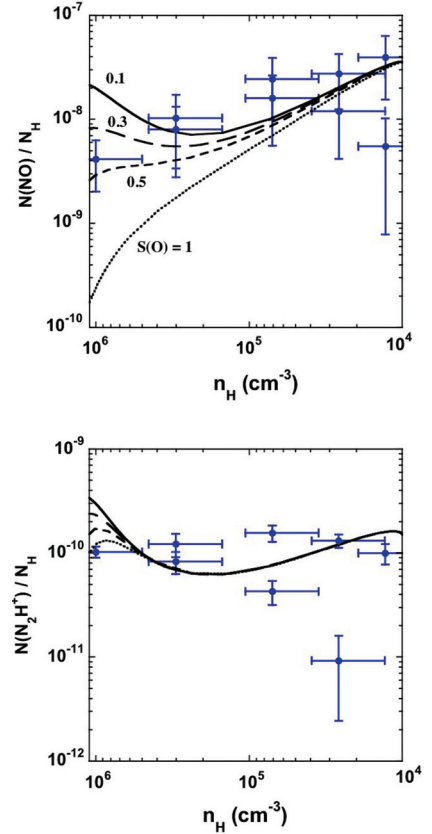 10⁻⁷
0.1
10⁻⁸
0.3
N(NO) / N_H
0.5
10⁻⁹
S(O) = 1
10⁻¹⁰
10⁶ 10⁵ 10⁴
n_H (cm⁻³)
10⁻⁹
10⁻¹⁰
N(N₂H⁺) / N_H
10⁻¹¹
10⁻¹²
10⁶ 10⁵ 10⁴
n_H (cm⁻³)